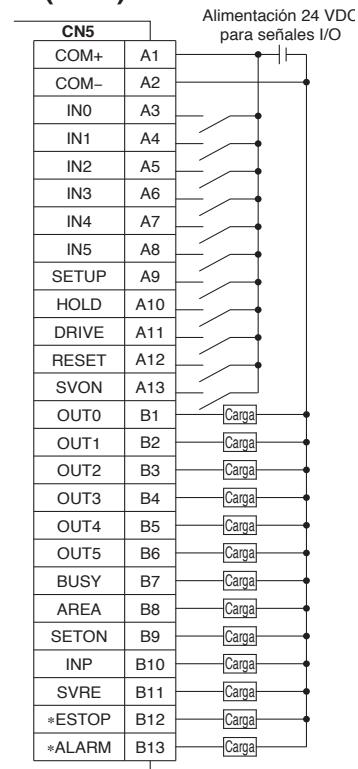 Alimentación 24 VDC
para señales I/O
CN5
COM+ A1
COM– A2
IN0 A3
IN1 A4
IN2 A5
IN3 A6
IN4 A7
IN5 A8
SETUP A9
HOLD A10
DRIVE A11
RESET A12
SVON A13
OUT0 B1 Carga
OUT1 B2 Carga
OUT2 B3 Carga
OUT3 B4 Carga
OUT4 B5 Carga
OUT5 B6 Carga
BUSY B7 Carga
AREA B8 Carga
SETON B9 Carga
INP B10 Carga
SVRE B11 Carga
∗ESTOP B12 Carga
∗ALARM B13 Carga